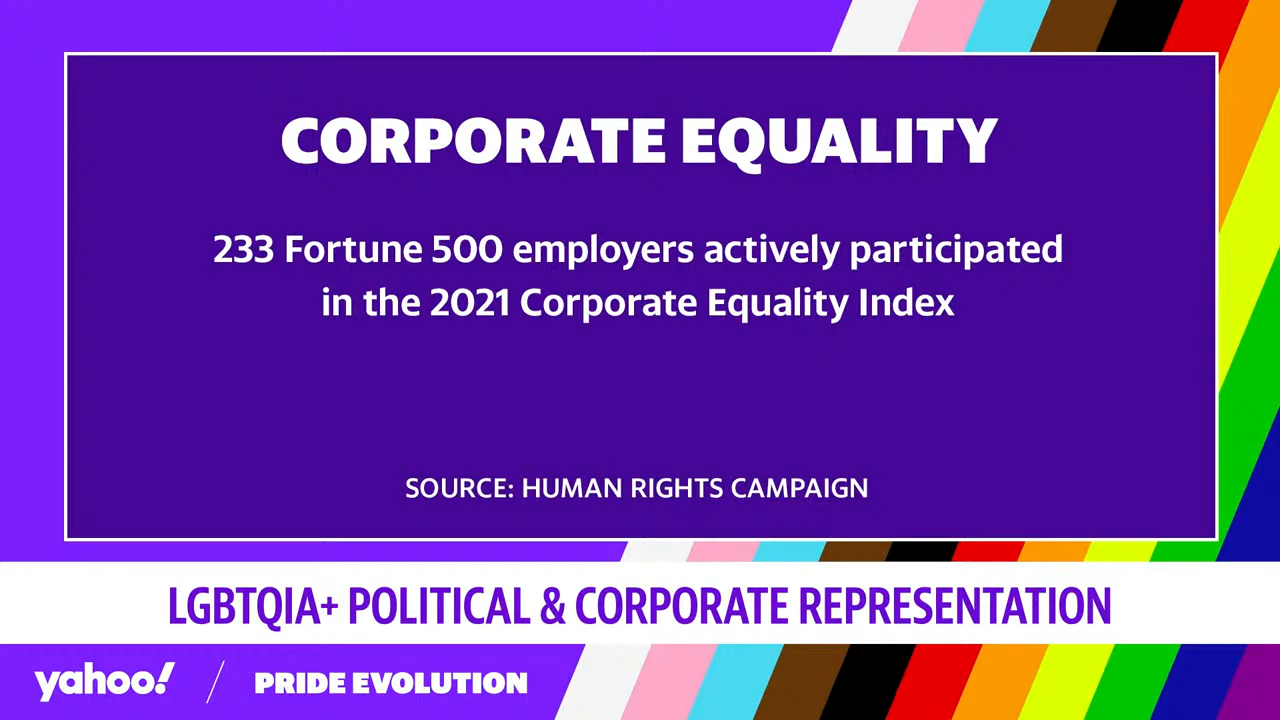 CORPORATE EQUALITY
233 Fortune 500 employers actively participated
in the 2021 Corporate Equality Index
SOURCE: HUMAN RIGHTS CAMPAIGN
LGBTQIA+ POLITICAL & CORPORATE REPRESENTATION
yahoo! / PRIDE EVOLUTION